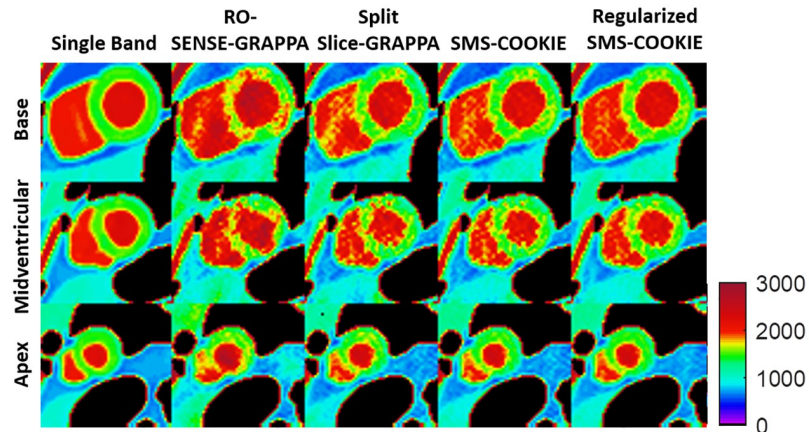 RO-
Split
Regularized
Single Band
SENSE-GRAPPA
Slice-GRAPPA
SMS-COOKIE
SMS-COOKIE
Base
Midventricular
Apex
3000
2000
1000
0